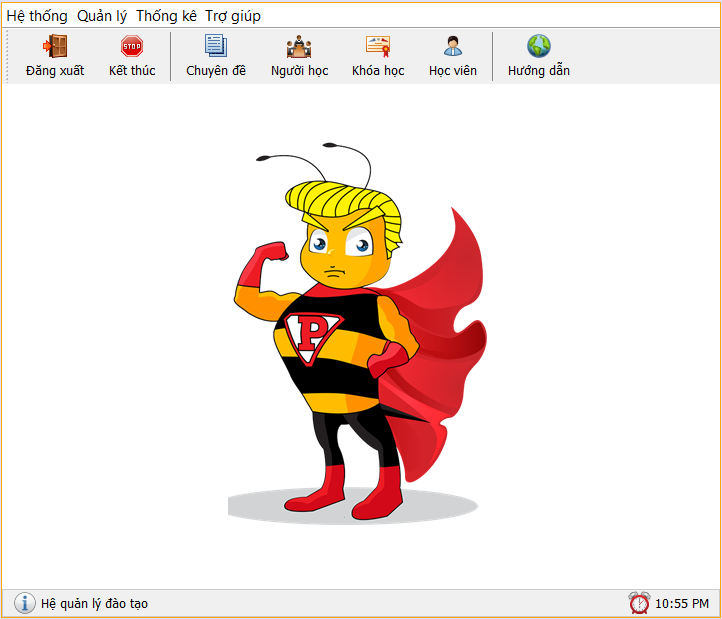 Hệ thống Quản lý Thống kê Trợ giúp
STOP
Đăng xuất Kết thúc Chuyên đề Người học Khóa học Học viên Hướng dẫn
P
Hệ quản lý đào tạo 10:55 PM